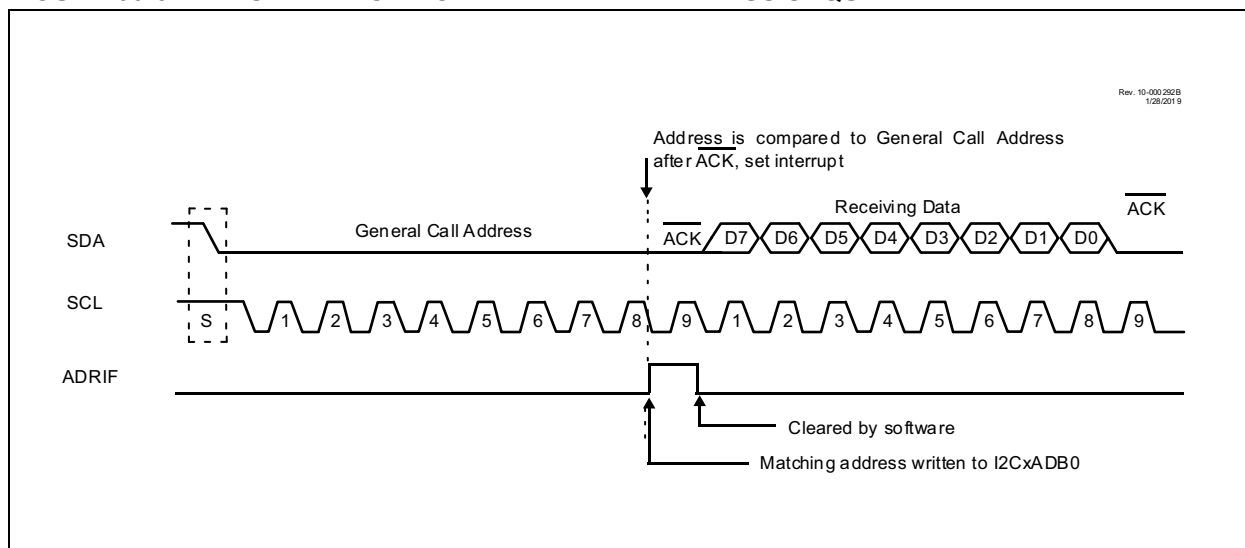 Rev. 10-000292B
1/28/2019
Address is compared to General Call Address
after ACK, set interrupt
Receiving Data
ACK
SDA
General Call Address
ACK
D7 D6 D5 D4 D3 D2 D1 D0
SCL
S 1 2 3 4 5 6 7 8 9 1 2 3 4 5 6 7 8 9
ADRIF
Cleared by software
Matching address written to I2CxADB0